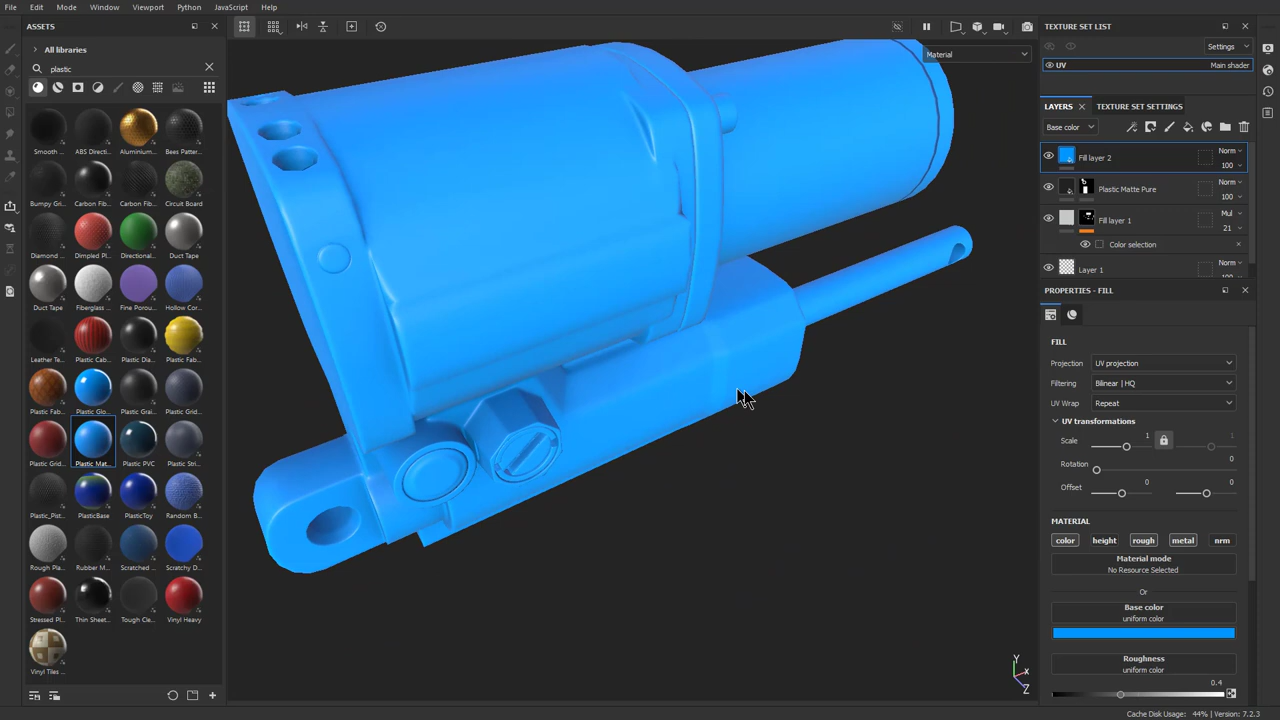 File Edit Mode Window Viewport Python JavaScript Help
ASSETS
All libraries
plastic
Smooth ... ABS Directi... Aluminium... Bees Patter...
Bumpy Gri... Carbon Fib... Carbon Fib... Circuit Board
Diamond ... Dimpled Pl... Directional... Duct Tape
Duct Tape Fiberglass ... Fine Porou... Hollow Cor...
Leather Te... Plastic Cab... Plastic Dia... Plastic Fab...
Plastic Fab... Plastic Glo... Plastic Grai... Plastic Grid...
Plastic Grid... Plastic Mat... Plastic PVC Plastic Stri...
Plastic_Pist... PlasticBase PlasticToy Random B...
Rough Pla... Rubber M... Scratched ... Scratchy D...
Stressed Pl... Thin Sheet... Tough Cle... Vinyl Heavy
Vinyl Tiles ...
Material
Y
X
Z
TEXTURE SET LIST
Settings
UV Main shader
LAYERS TEXTURE SET SETTINGS
Base color
Fill layer 2 Norm
100
Plastic Matte Pure Norm
100
Fill layer 1 Mul
21
Color selection
Layer 1 Norm
100
PROPERTIES - FILL
FILL
Projection UV projection
Filtering Bilinear | HQ
UV Wrap Repeat
UV transformations
Scale 1 1
Rotation 0
Offset 0 0
MATERIAL
color height rough metal nrm
Material mode
No Resource Selected
Or
Base color
uniform color
Roughness
uniform color
0.4
Cache Disk Usage: 44% | Version: 7.2.3